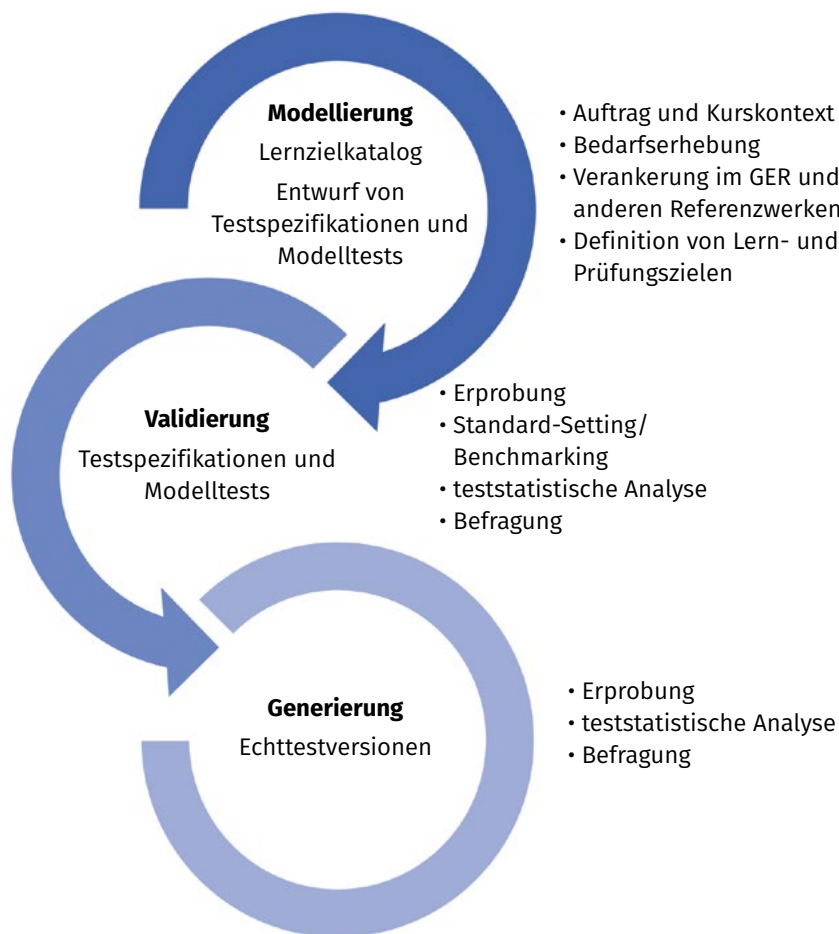 Modellierung
Lernzielkatalog
Entwurf von
Testspezifikationen und
Modelltests
• Auftrag und Kurskontext
• Bedarfserhebung
• Verankerung im GER und
anderen Referenzwerken
• Definition von Lern- und
Prüfungszielen
Validierung
Testspezifikationen und
Modelltests
• Erprobung
• Standard-Setting/
Benchmarking
• teststatistische Analyse
• Befragung
Generierung
Echttestversionen
• Erprobung
• teststatistische Analyse
• Befragung